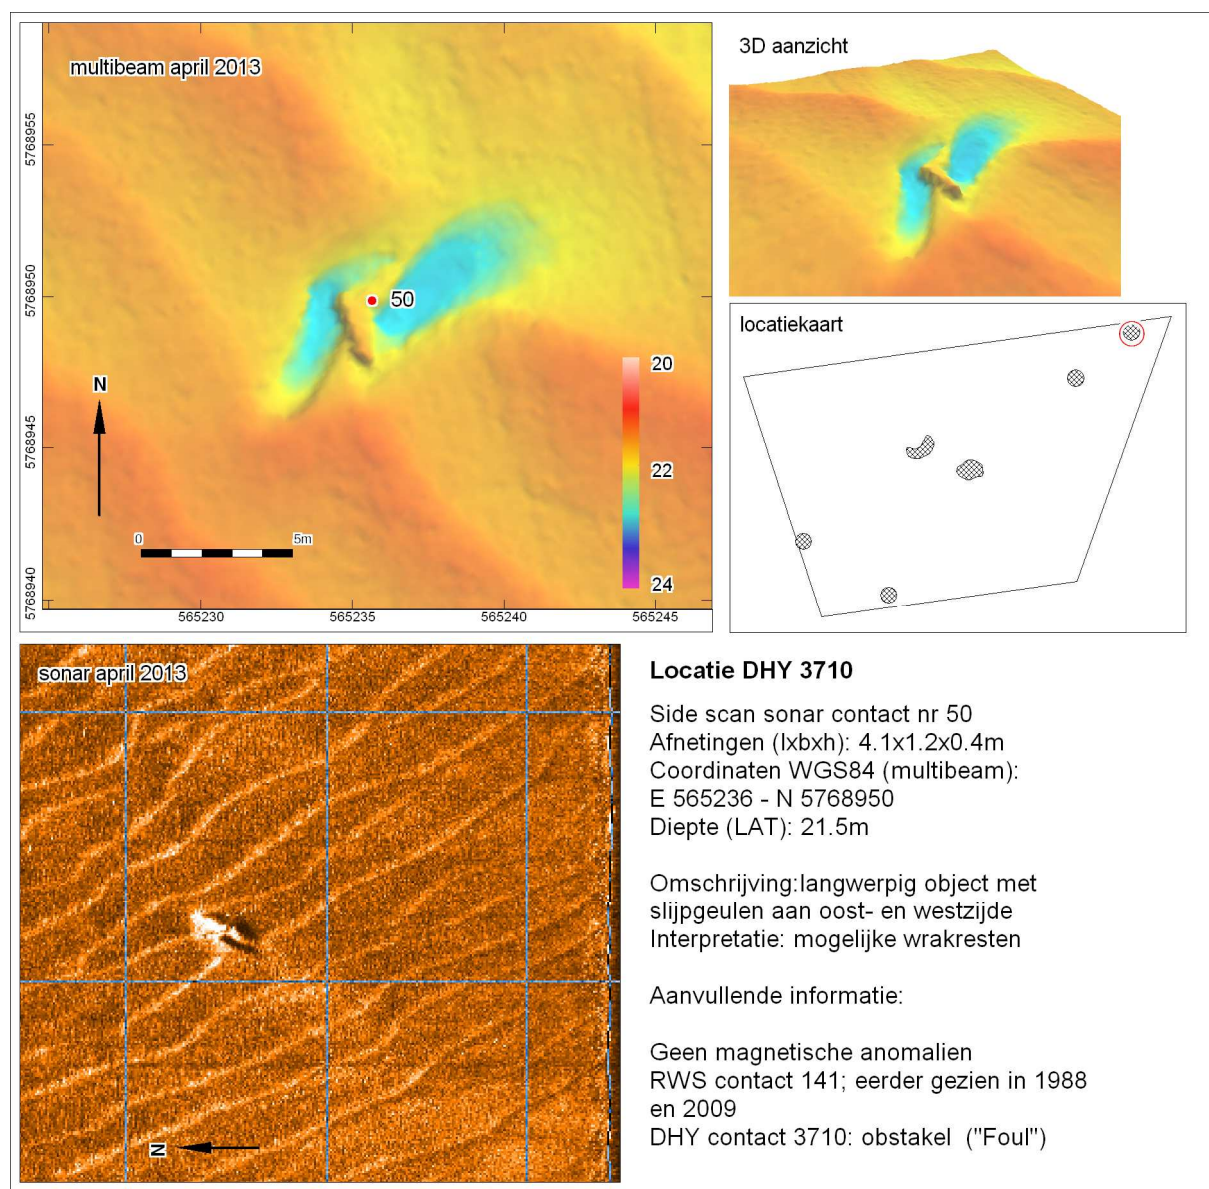 multibeam april 2013
5768955
5768950
5768945
5768940
50
N
0 5m
20
22
24
565230 565235 565240 565245
3D aanzicht
locatiekaart
sonar april 2013
N
Locatie DHY 3710
Side scan sonar contact nr 50
Afnetingen (lxbxh): 4.1x1.2x0.4m
Coordinaten WGS84 (multibeam):
E 565236 - N 5768950
Diepte (LAT): 21.5m
Omschrijving:langwerpig object met
slijpgeulen aan oost- en westzijde
Interpretatie: mogelijke wrakresten
Aanvullende informatie:
Geen magnetische anomalien
RWS contact 141; eerder gezien in 1988
en 2009
DHY contact 3710: obstakel ("Foul")